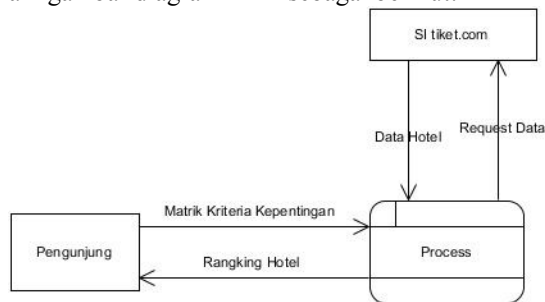 SI tiket.com
Data Hotel
Request Data
Matrik Kriteria Kepentingan
Pengunjung
Process
Rangking Hotel